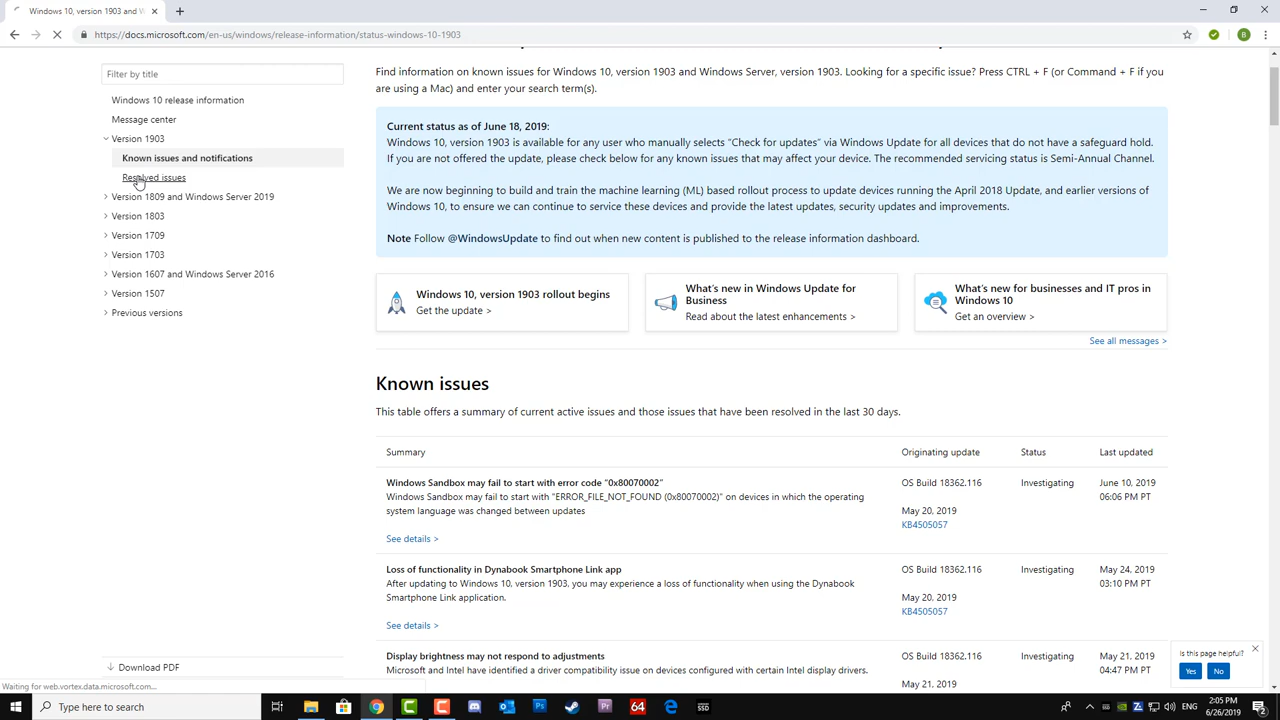 Windows 10, version 1903 and W
https://docs.microsoft.com/en-us/windows/release-information/status-windows-10-1903
B
Filter by title
Windows 10 release information
Message center
Version 1903
Known issues and notifications
Resolved issues
Version 1809 and Windows Server 2019
Version 1803
Version 1709
Version 1703
Version 1607 and Windows Server 2016
Version 1507
Previous versions
Download PDF
Waiting for web.vortex.data.microsoft.com...
Find information on known issues for Windows 10, version 1903 and Windows Server, version 1903. Looking for a specific issue? Press CTRL + F (or Command + F if you
are using a Mac) and enter your search term(s).
Current status as of June 18, 2019:
Windows 10, version 1903 is available for any user who manually selects "Check for updates" via Windows Update for all devices that do not have a safeguard hold.
If you are not offered the update, please check below for any known issues that may affect your device. The recommended servicing status is Semi-Annual Channel.
We are now beginning to build and train the machine learning (ML) based rollout process to update devices running the April 2018 Update, and earlier versions of
Windows 10, to ensure we can continue to service these devices and provide the latest updates, security updates and improvements.
Note Follow @WindowsUpdate to find out when new content is published to the release information dashboard.
Windows 10, version 1903 rollout begins
Get the update >
What's new in Windows Update for
Business
Read about the latest enhancements >
What's new for businesses and IT pros in
Windows 10
Get an overview >
See all messages >
Known issues
This table offers a summary of current active issues and those issues that have been resolved in the last 30 days.
Summary Originating update Status Last updated
Windows Sandbox may fail to start with error code "0x80070002" OS Build 18362.116 Investigating June 10, 2019
Windows Sandbox may fail to start with "ERROR_FILE_NOT_FOUND (0x80070002)" on devices in which the operating 06:06 PM PT
system language was changed between updates May 20, 2019
KB4505057
See details >
Loss of functionality in Dynabook Smartphone Link app OS Build 18362.116 Investigating May 24, 2019
After updating to Windows 10, version 1903, you may experience a loss of functionality when using the Dynabook 03:10 PM PT
Smartphone Link application. May 20, 2019
KB4505057
See details >
Display brightness may not respond to adjustments OS Build 18362.116 Investigating May 21, 2019
Microsoft and Intel have identified a driver compatibility issue on devices configured with certain Intel display drivers. 04:47 PM PT
May 21, 2019
Is this page helpful?
Yes No
Type here to search
Ps
Pr
64
SSD
ENG
2:05 PM
6/26/2019
2